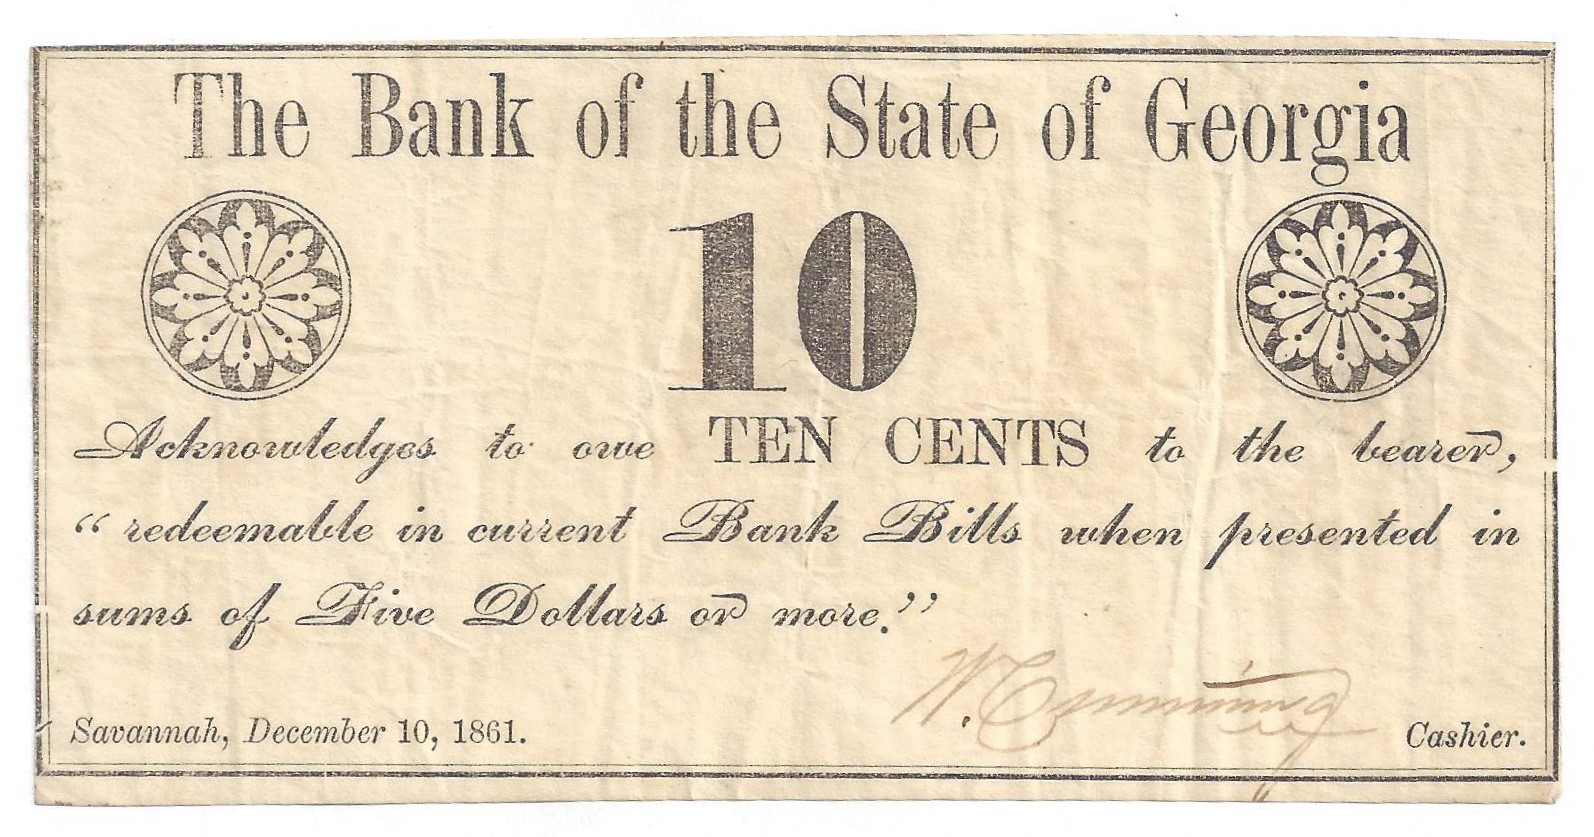 The Bank of the State of Georgia
10
Acknowledges to owe TEN CENTS to the bearer,
“redeemable in current Bank Bills when presented in
sums of Five Dollars or more.”
W. Cumming
Savannah, December 10, 1861. Cashier.